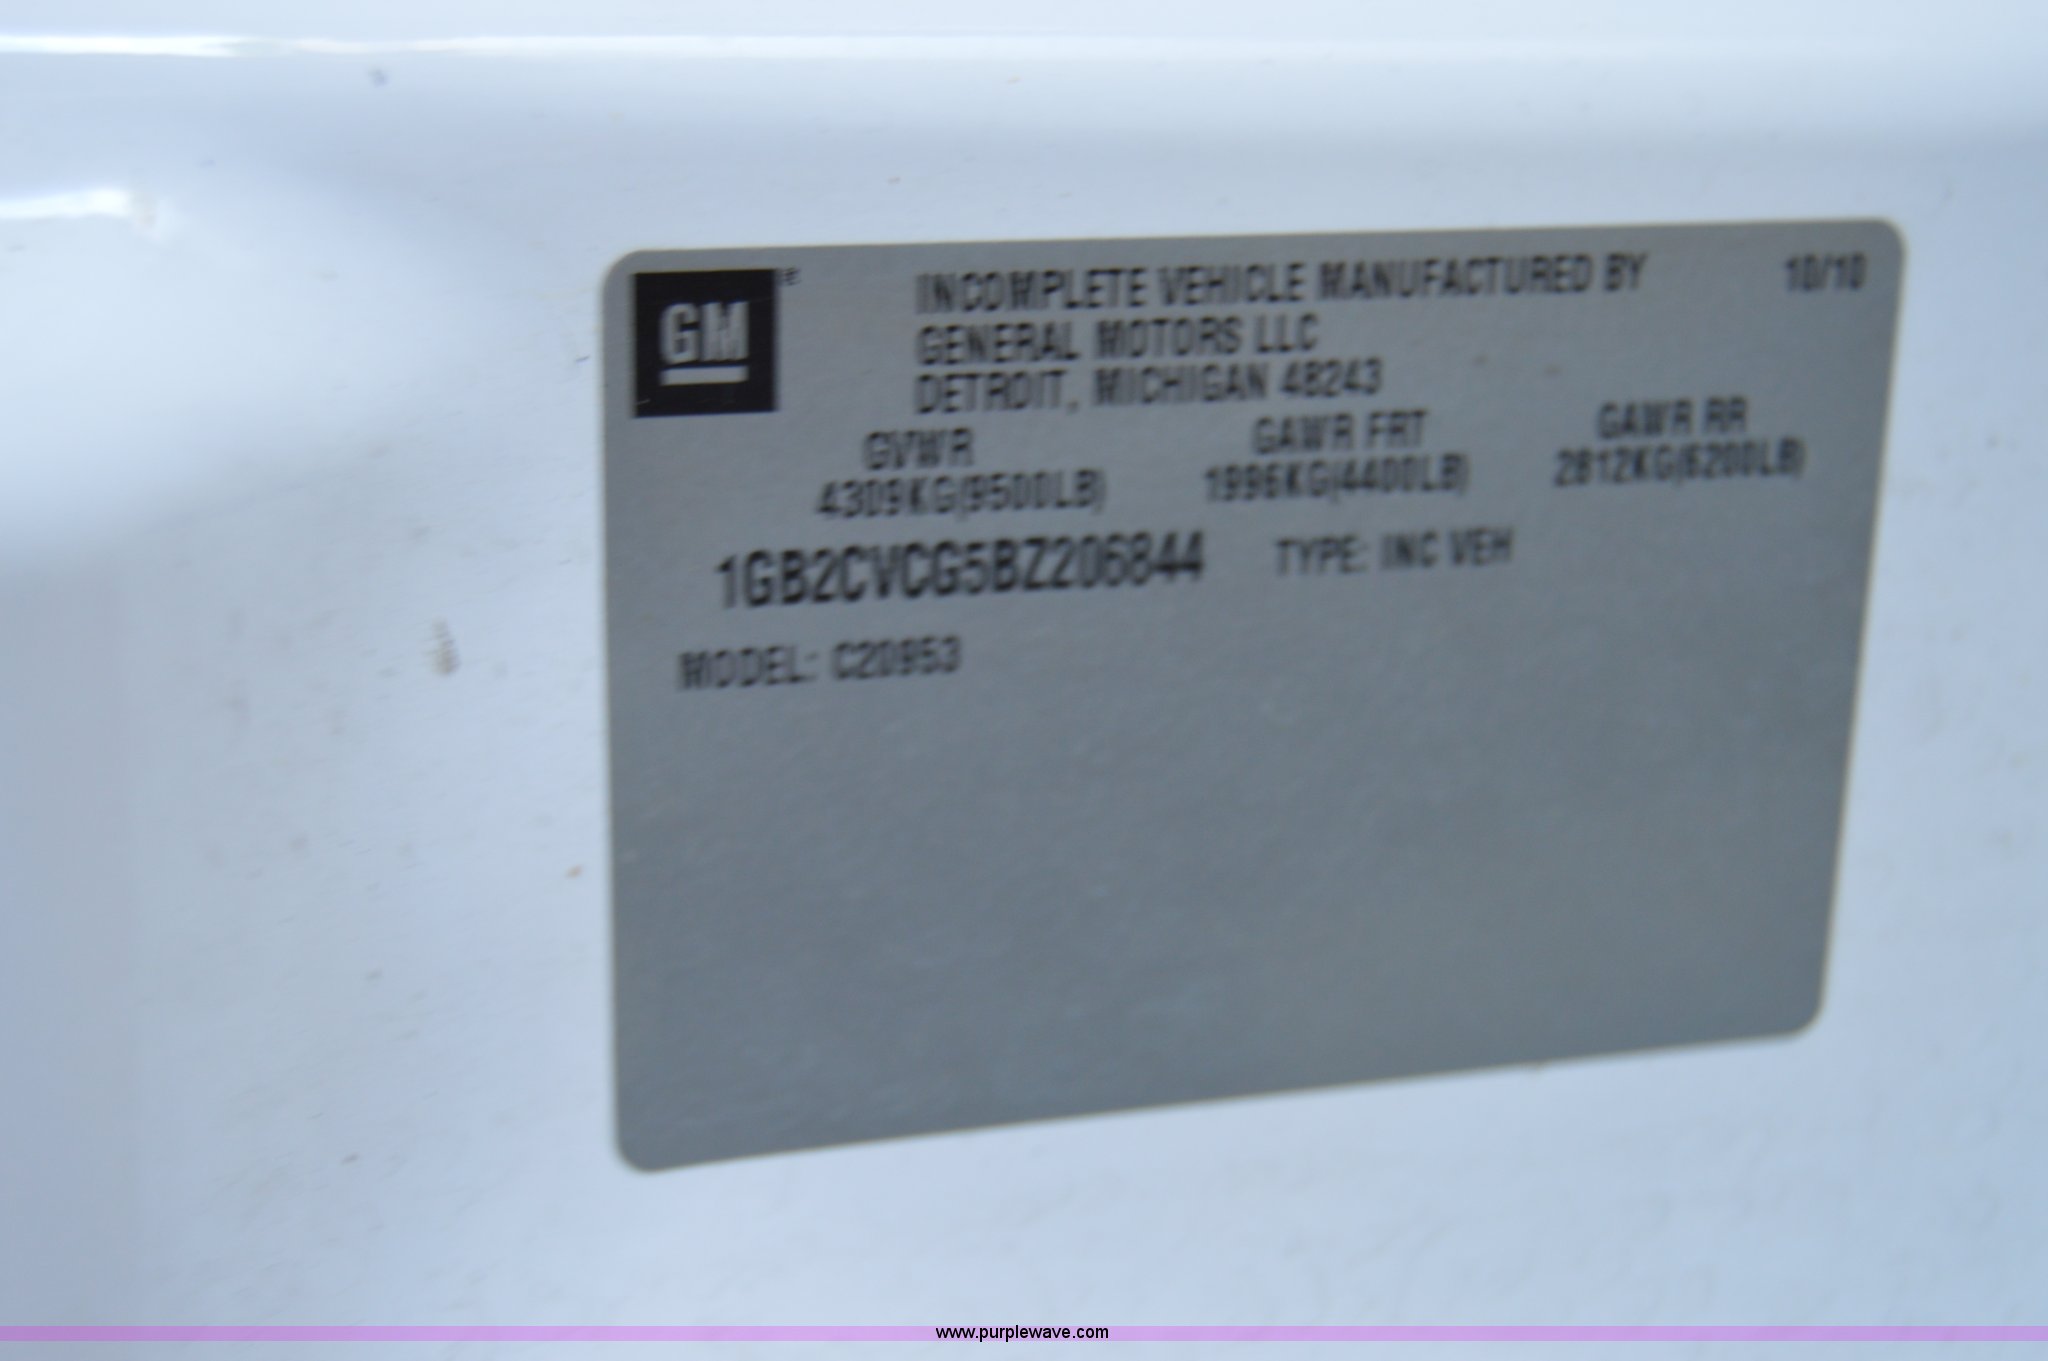 GM®
INCOMPLETE VEHICLE MANUFACTURED BY 10/10
GENERAL MOTORS LLC
DETROIT, MICHIGAN 48243
GVWR GAWR FRT GAWR RR
4309KG(9500LB) 1996KG(4400LB) 2812KG(6200LB)
1GB2CVCG5BZ206844 TYPE: INC VEH
MODEL: C20953
www.purplewave.com